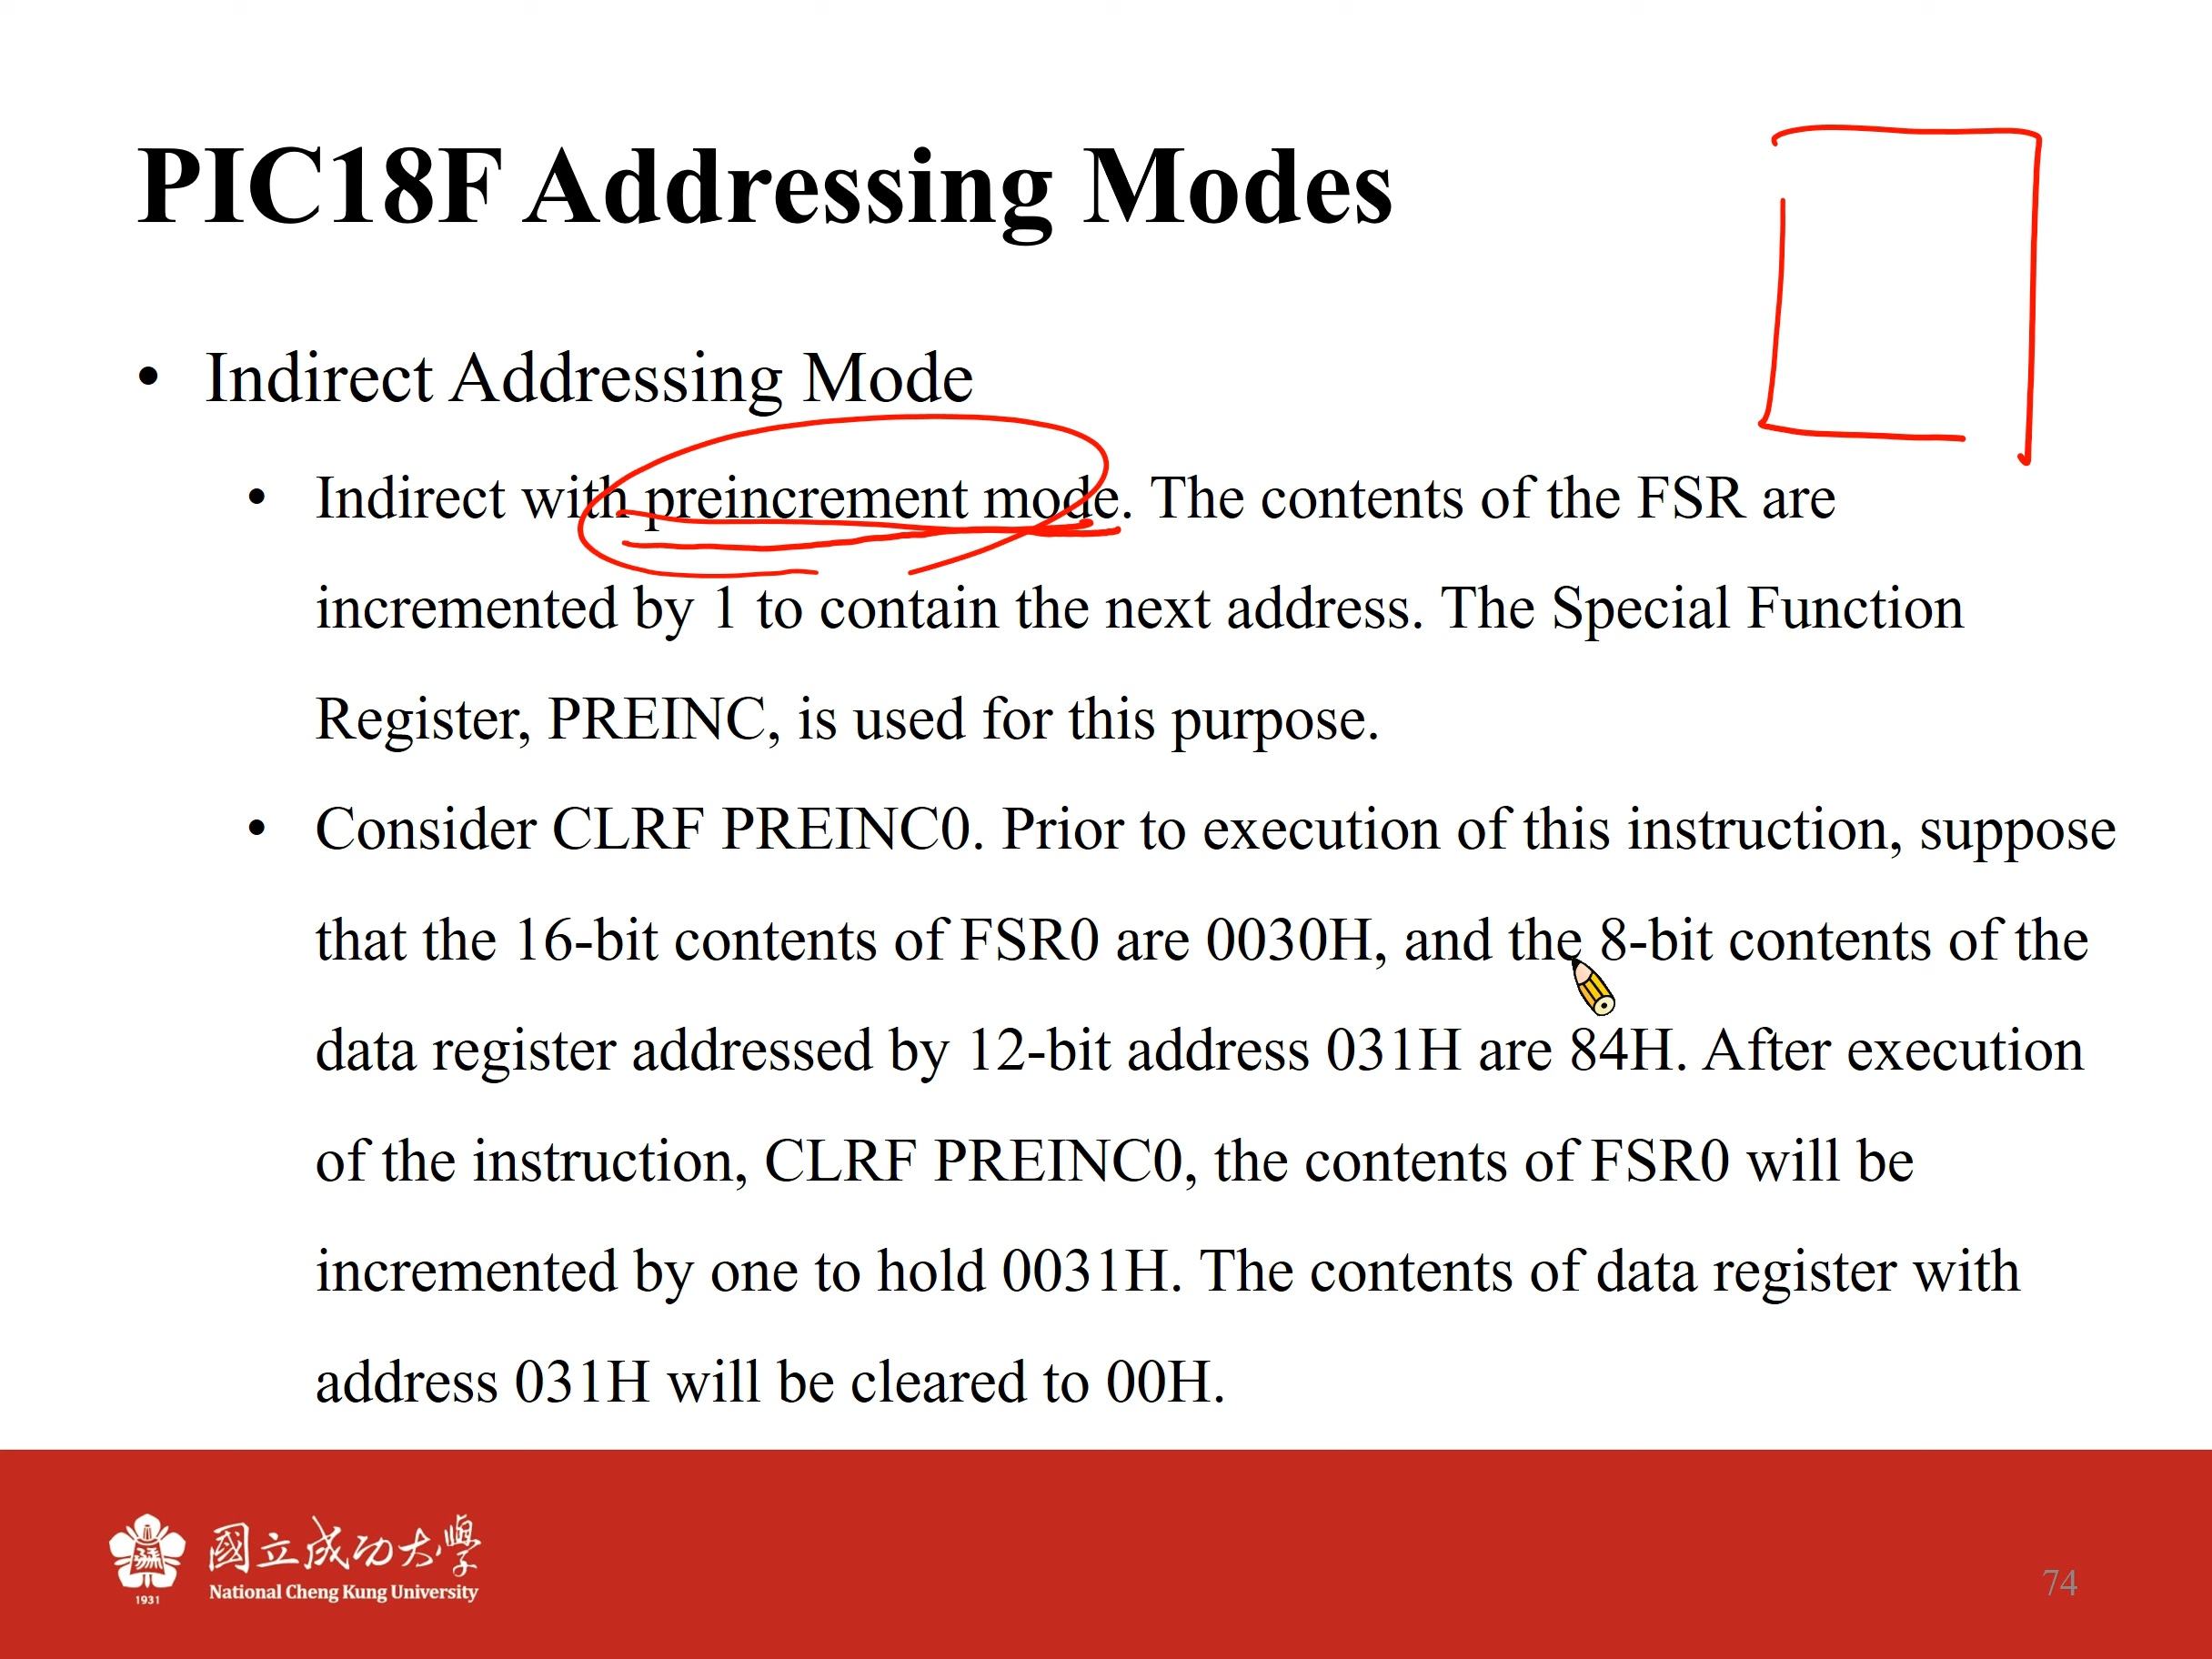 PIC18F Addressing Modes
• Indirect Addressing Mode
• Indirect with preincrement mode. The contents of the FSR are
incremented by 1 to contain the next address. The Special Function
Register, PREINC, is used for this purpose.
• Consider CLRF PREINC0. Prior to execution of this instruction, suppose
that the 16-bit contents of FSR0 are 0030H, and the 8-bit contents of the
data register addressed by 12-bit address 031H are 84H. After execution
of the instruction, CLRF PREINC0, the contents of FSR0 will be
incremented by one to hold 0031H. The contents of data register with
address 031H will be cleared to 00H.
國立成功大學
National Cheng Kung University
1931
74